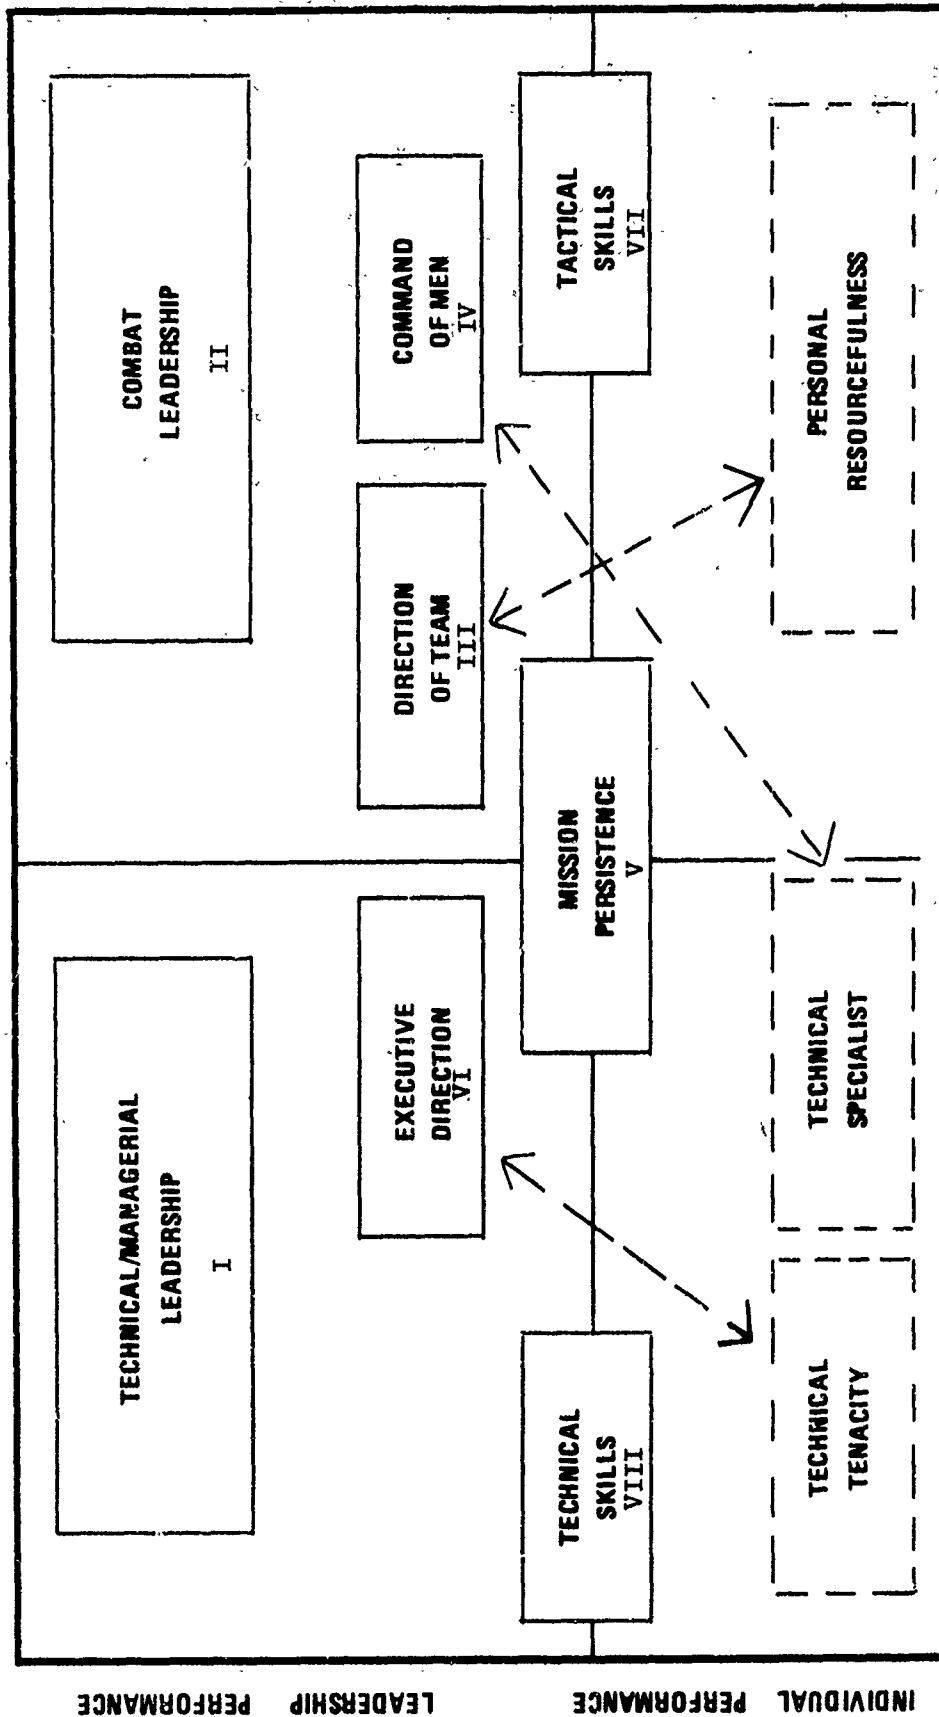 TECHNICAL/MANAGERIAL
LEADERSHIP
I
COMBAT
LEADERSHIP
II
EXECUTIVE
DIRECTION
VI
DIRECTION
OF TEAM
III
COMMAND
OF MEN
IV
TECHNICAL
SKILLS
VIII
MISSION
PERSISTENCE
V
TACTICAL
SKILLS
VII
TECHNICAL
TENACITY
TECHNICAL
SPECIALIST
PERSONAL
RESOURCEFULNESS
LEADERSHIP PERFORMANCE
INDIVIDUAL PERFORMANCE